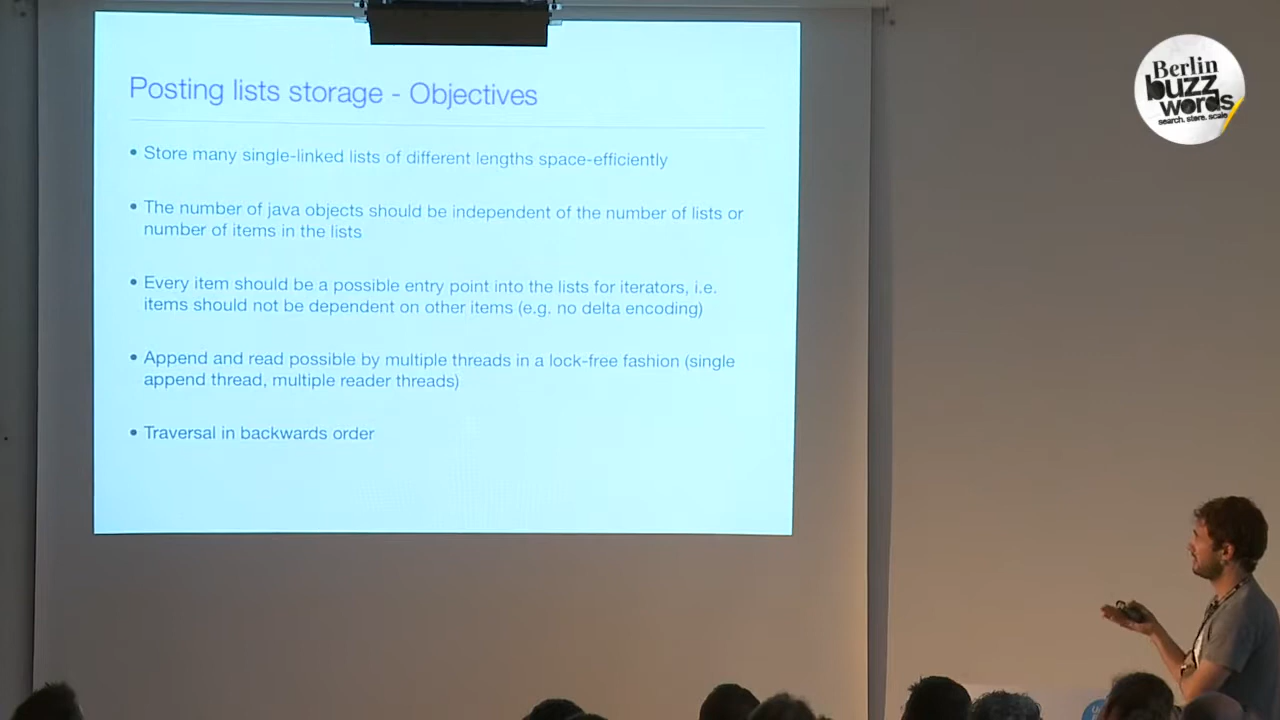 Posting lists storage - Objectives
• Store many single-linked lists of different lengths space-efficiently
• The number of java objects should be independent of the number of lists or
number of items in the lists
• Every item should be a possible entry point into the lists for iterators, i.e.
items should not be dependent on other items (e.g. no delta encoding)
• Append and read possible by multiple threads in a lock-free fashion (single
append thread, multiple reader threads)
• Traversal in backwards order
Berlin
buzz
words
search. store. scale